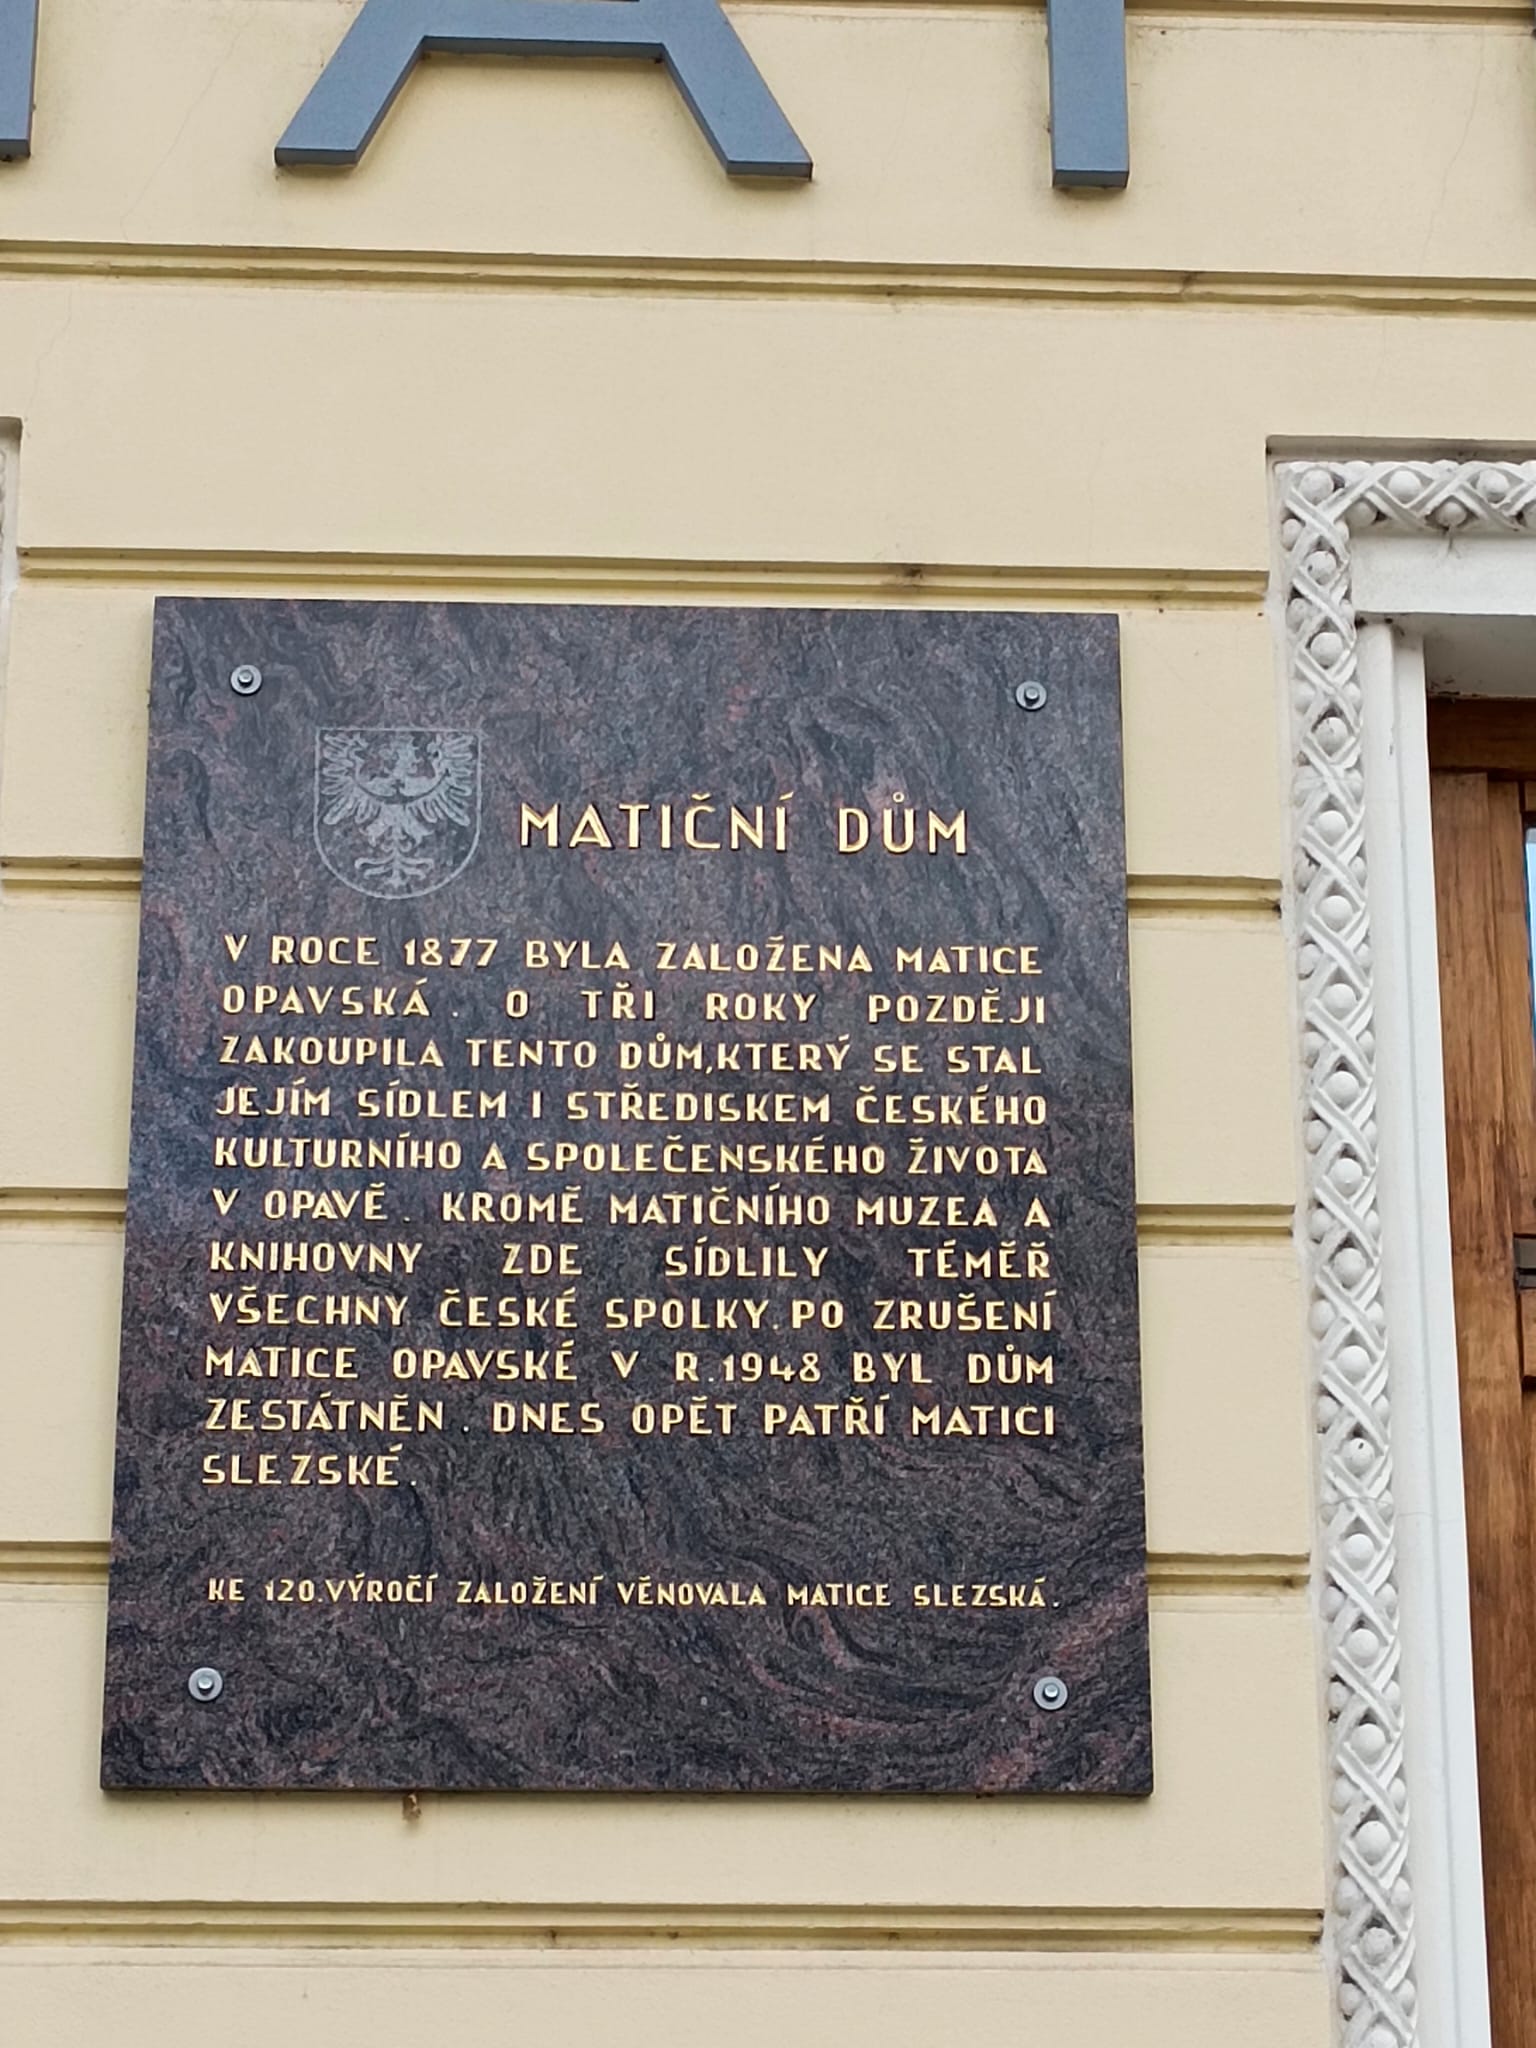 MATIČNÍ DŮM
V ROCE 1877 BYLA ZALOŽENA MATICE
OPAVSKÁ. O TŘI ROKY POZDĚJI
ZAKOUPILA TENTO DŮM, KTERÝ SE STAL
JEJÍM SÍDLEM I STŘEDISKEM ČESKÉHO
KULTURNÍHO A SPOLEČENSKÉHO ŽIVOTA
V OPAVĚ. KROMĚ MATIČNÍHO MUZEA A
KNIHOVNY ZDE SÍDLILY TÉMĚŘ
VŠECHNY ČESKÉ SPOLKY. PO ZRUŠENÍ
MATICE OPAVSKÉ V R. 1948 BYL DŮM
ZESTÁTNĚN. DNES OPĚT PATŘÍ MATICI
SLEZSKÉ.
KE 120. VÝROČÍ ZALOŽENÍ VĚNOVALA MATICE SLEZSKÁ.